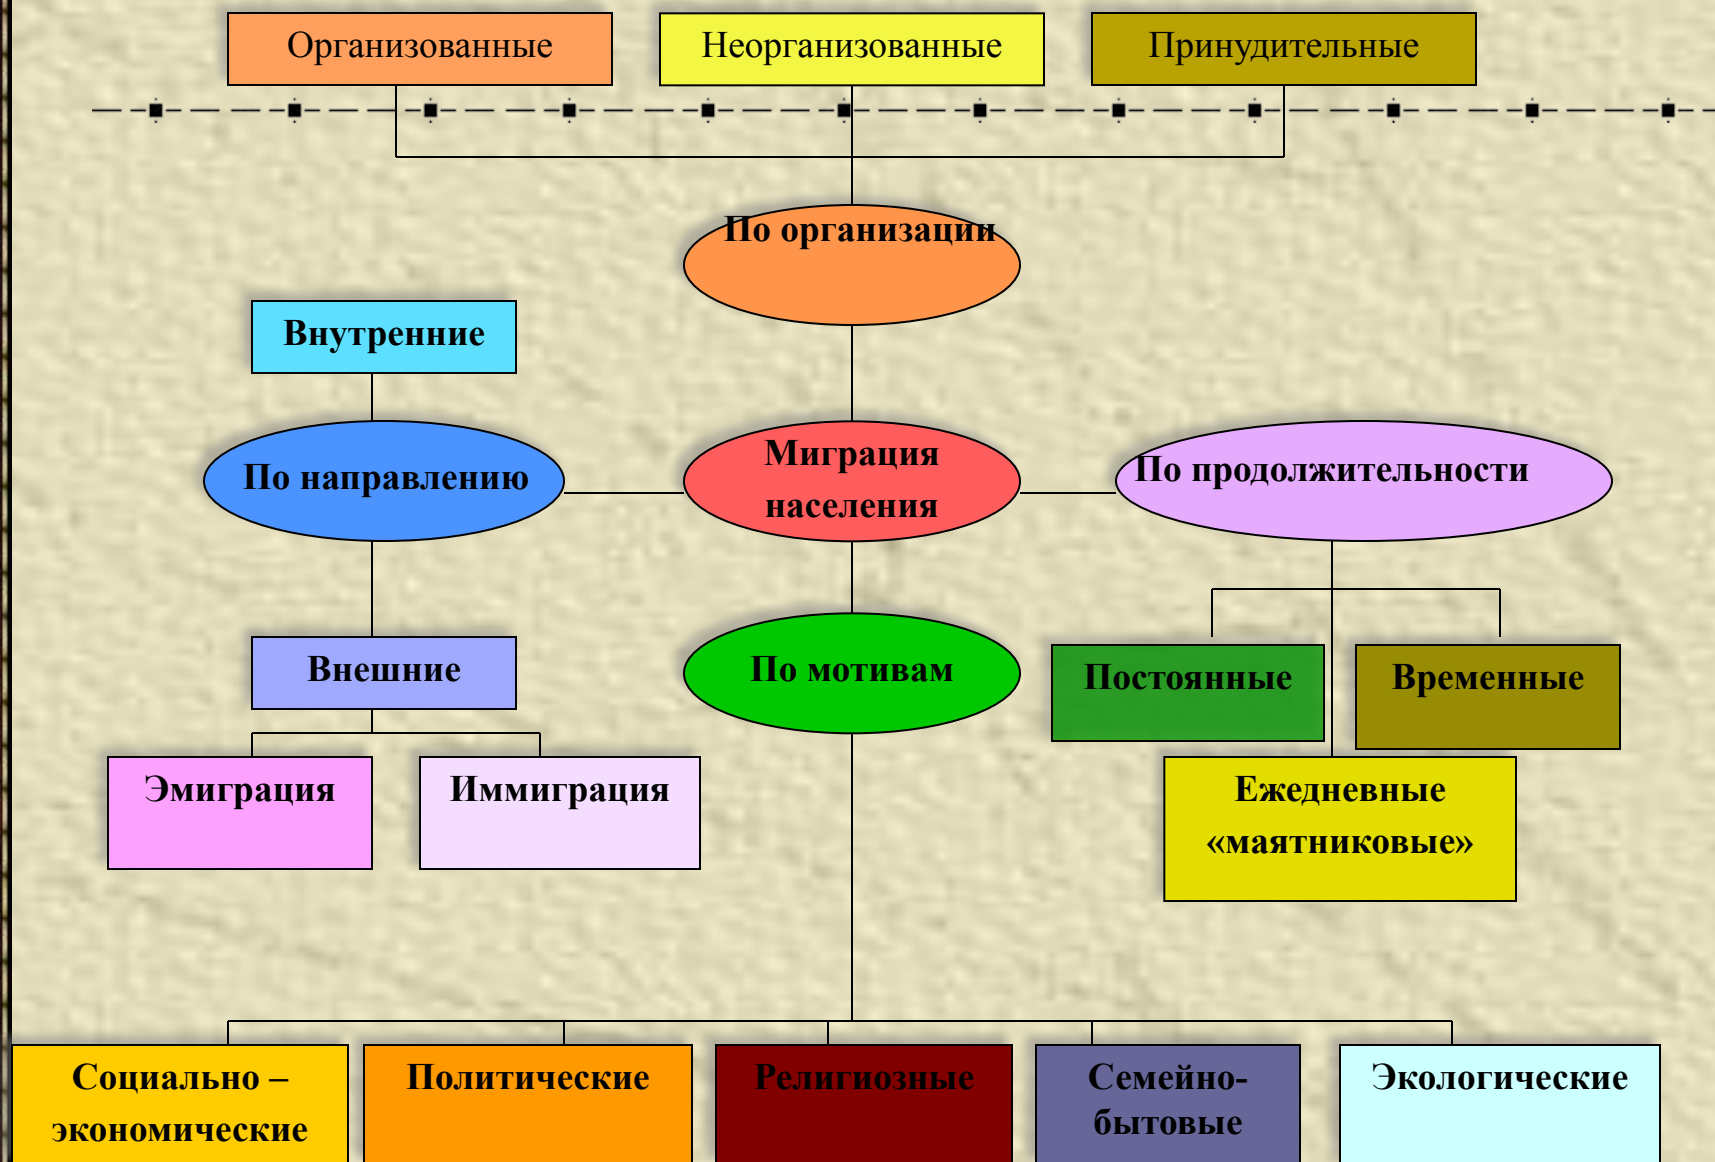 Организованные
Неорганизованные
Принудительные
По организации
Внутренние
По направлению
Миграция
населения
По продолжительности
Внешние
По мотивам
Постоянные
Временные
Эмиграция
Иммиграция
Ежедневные
«маятниковые»
Социально –
экономические
Политические
Религиозные
Семейно-
бытовые
Экологические